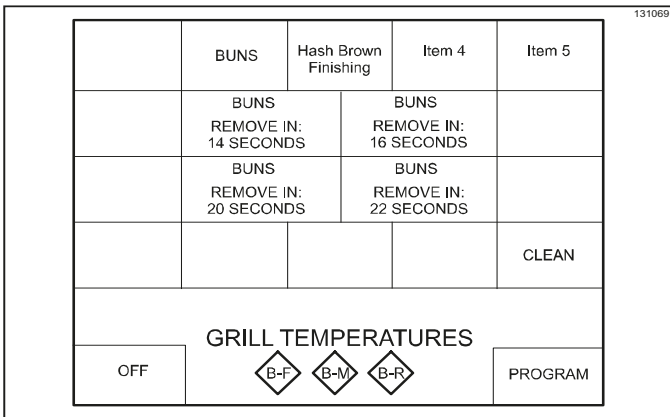 131069
BUNS
Hash Brown
Finishing
Item 4
Item 5
BUNS
REMOVE IN:
14 SECONDS
BUNS
REMOVE IN:
16 SECONDS
BUNS
REMOVE IN:
20 SECONDS
BUNS
REMOVE IN:
22 SECONDS
CLEAN
GRILL TEMPERATURES
OFF
B-F
B-M
B-R
PROGRAM